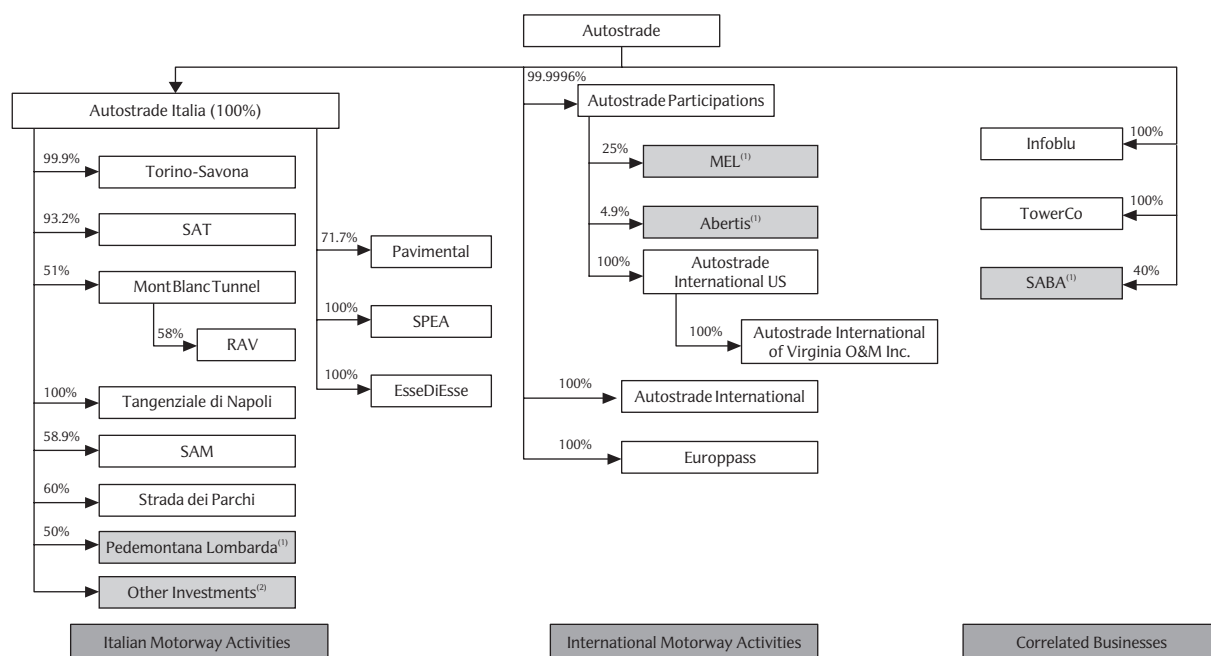 Autostrade
Autostrade Italia (100%)
99.9%
Torino-Savona
93.2%
SAT
51%
Mont Blanc Tunnel
58%
RAV
100%
Tangenziale di Napoli
58.9%
SAM
60%
Strada dei Parchi
50%
Pedemontana Lombarda(1)
Other Investments(2)
71.7%
Pavimental
100%
SPEA
100%
EsseDiEsse
Italian Motorway Activities
99.9996%
Autostrade Participations
25%
MEL(1)
4.9%
Abertis(1)
100%
Autostrade
International US
100%
Autostrade International
of Virginia O&M Inc.
100%
Autostrade International
100%
Europpass
International Motorway Activities
100%
Infoblu
100%
TowerCo
40%
SABA(1)
Correlated Businesses